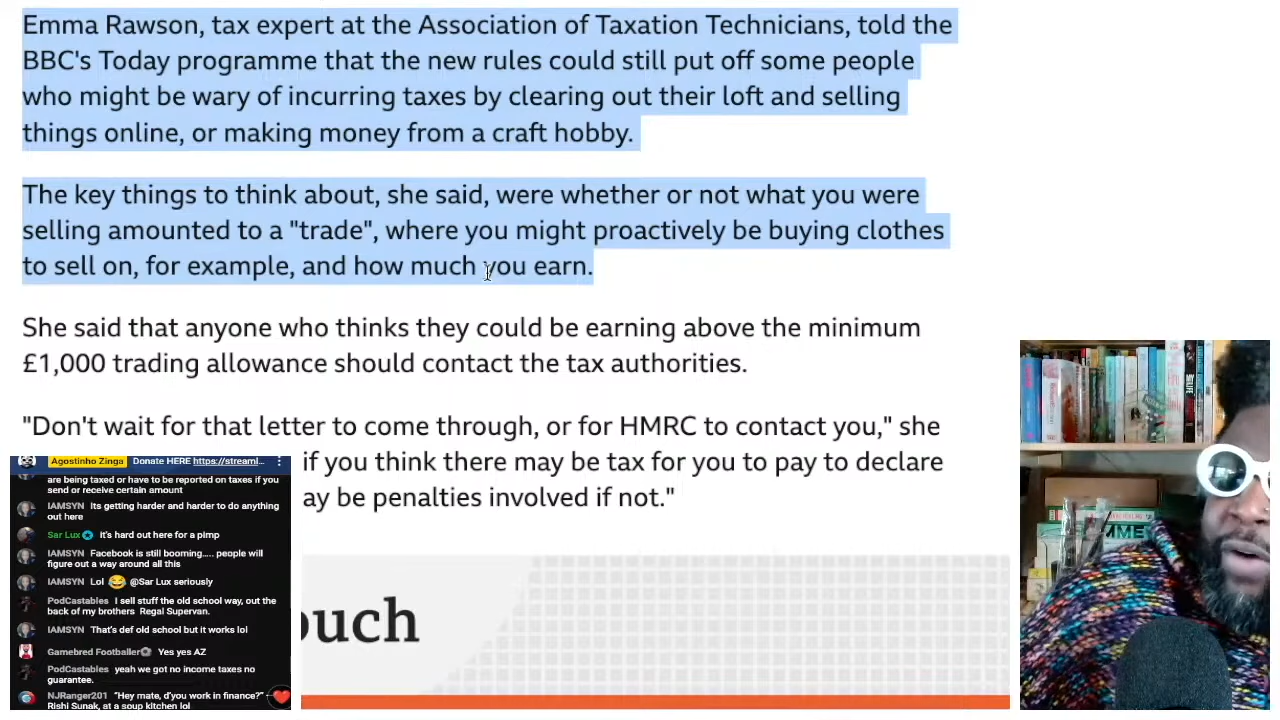 Emma Rawson, tax expert at the Association of Taxation Technicians, told the
BBC's Today programme that the new rules could still put off some people
who might be wary of incurring taxes by clearing out their loft and selling
things online, or making money from a craft hobby.
The key things to think about, she said, were whether or not what you were
selling amounted to a "trade", where you might proactively be buying clothes
to sell on, for example, and how much you earn.
She said that anyone who thinks they could be earning above the minimum
£1,000 trading allowance should contact the tax authorities.
"Don't wait for that letter to come through, or for HMRC to contact you," she
if you think there may be tax for you to pay to declare
ay be penalties involved if not."
ouch
Agostinho Zinga Donate HERE https://streaml...
are being taxed or have to be reported on taxes if you
send or receive certain amount
IAMSYN Its getting harder and harder to do anything
out here
Sar Lux it's hard out here for a pimp
IAMSYN Facebook is still booming..... people will
figure out a way around all this
IAMSYN Lol 😂 @Sar Lux seriously
PodCastables I sell stuff the old school way, out the
back of my brothers Regal Supervan.
IAMSYN That's def old school but it works lol
Gamebred Footballer Yes yes AZ
PodCastables yeah we got no income taxes no
guarantee.
NJRanger201 "Hey mate, d'you work in finance?" -
Rishi Sunak, at a soup kitchen lol